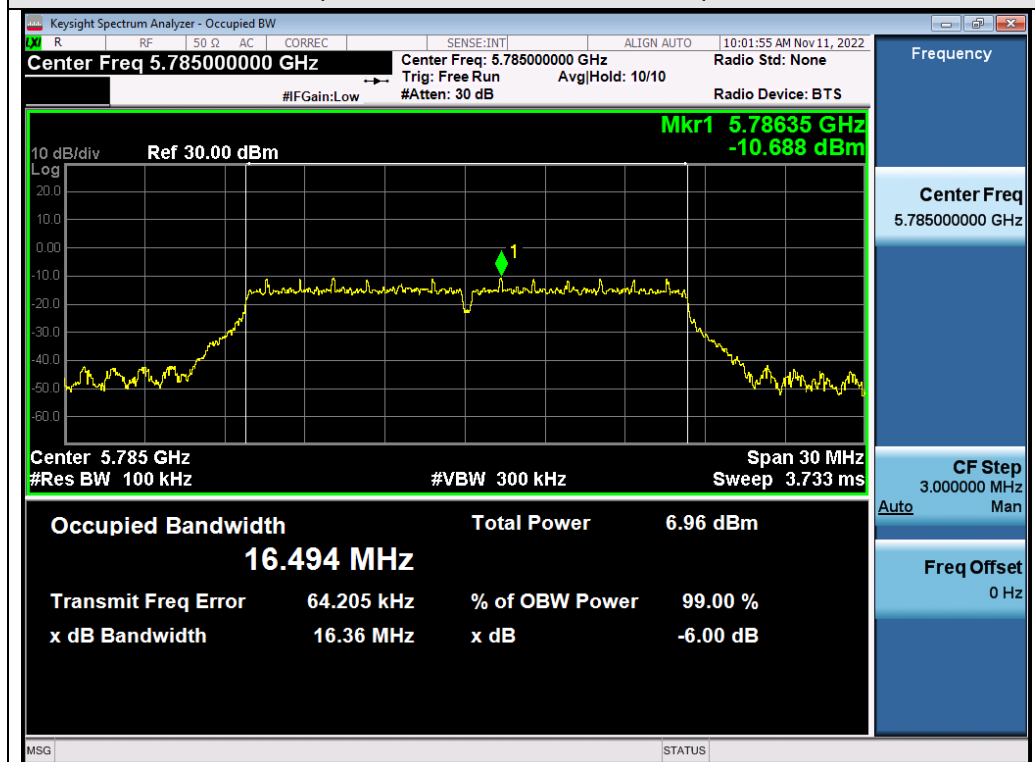 Keysight Spectrum Analyzer - Occupied BW
LXI R RF 50 Ω AC CORREC SENSE:INT ALIGN AUTO 10:01:55 AM Nov 11, 2022
Center Freq 5.785000000 GHz
Center Freq: 5.785000000 GHz Radio Std: None
Trig: Free Run Avg|Hold: 10/10
#IFGain:Low #Atten: 30 dB Radio Device: BTS
Mkr1 5.78635 GHz
-10.688 dBm
10 dB/div Ref 30.00 dBm
Log
20.0
10.0
0.00
1
-10.0
-20.0
-30.0
-40.0
-50.0
-60.0
Center 5.785 GHz Span 30 MHz
#Res BW 100 kHz #VBW 300 kHz Sweep 3.733 ms
Occupied Bandwidth Total Power 6.96 dBm
16.494 MHz
Transmit Freq Error 64.205 kHz % of OBW Power 99.00 %
x dB Bandwidth 16.36 MHz x dB -6.00 dB
MSG STATUS
Frequency
Center Freq
5.785000000 GHz
CF Step
3.000000 MHz
Auto Man
Freq Offset
0 Hz